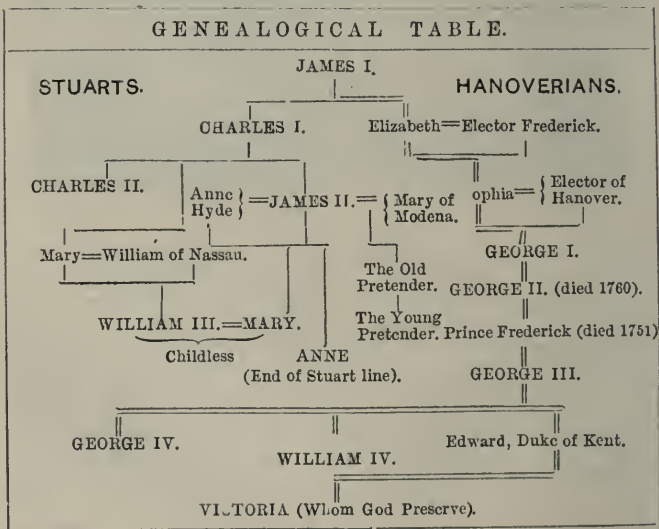 GENEALOGICAL TABLE.
JAMES I.
STUARTS. HANOVERIANS.
CHARLES I. Elizabeth=Elector Frederick.
CHARLES II. Anne Hyde }=JAMES II.={ Mary of Modena. ophia={ Elector of Hanover.
Mary=William of Nassau. GEORGE I.
The Old Pretender. GEORGE II. (died 1760).
WILLIAM III.=MARY. The Young Pretender. Prince Frederick (died 1751)
Childless ANNE
(End of Stuart line). GEORGE III.
GEORGE IV. WILLIAM IV. Edward, Duke of Kent.
VICTORIA (Whom God Preserve).